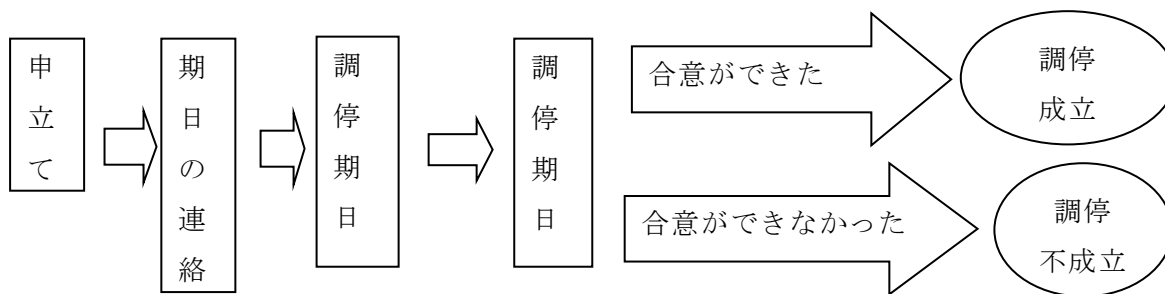 申立て
期日の連絡
調停期日
調停期日
合意ができた
調停
成立
合意ができなかった
調停
不成立